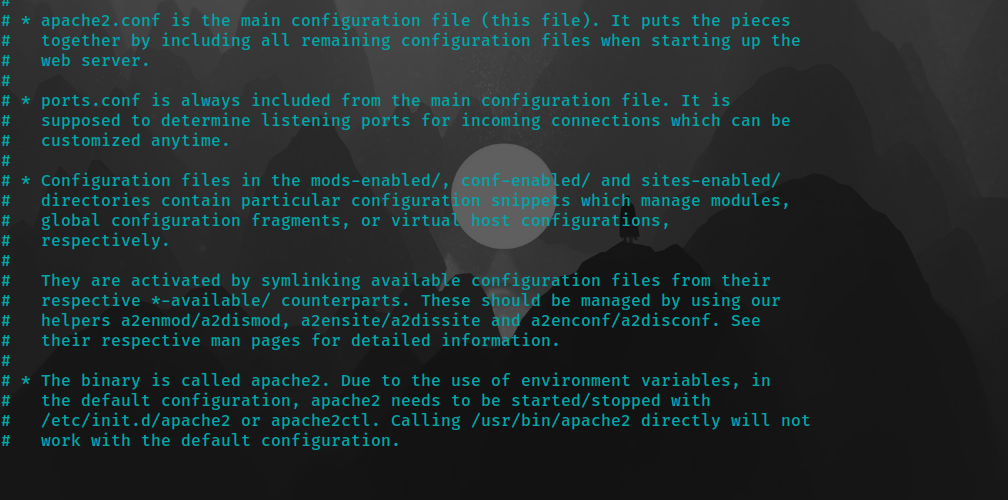 #
# * apache2.conf is the main configuration file (this file). It puts the pieces
#   together by including all remaining configuration files when starting up the
#   web server.
#
# * ports.conf is always included from the main configuration file. It is
#   supposed to determine listening ports for incoming connections which can be
#   customized anytime.
#
# * Configuration files in the mods-enabled/, conf-enabled/ and sites-enabled/
#   directories contain particular configuration snippets which manage modules,
#   global configuration fragments, or virtual host configurations,
#   respectively.
#
#   They are activated by symlinking available configuration files from their
#   respective *-available/ counterparts. These should be managed by using our
#   helpers a2enmod/a2dismod, a2ensite/a2dissite and a2enconf/a2disconf. See
#   their respective man pages for detailed information.
#
# * The binary is called apache2. Due to the use of environment variables, in
#   the default configuration, apache2 needs to be started/stopped with
#   /etc/init.d/apache2 or apache2ctl. Calling /usr/bin/apache2 directly will not
#   work with the default configuration.